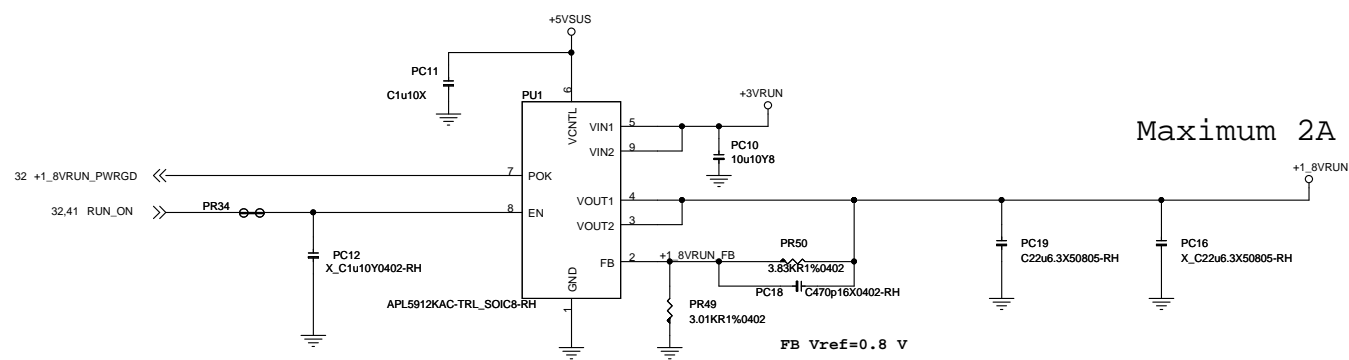 +5VSUS
PC11
C1u10X
6
PU1
VCNTL
+3VRUN
VIN1
5
VIN2
9
PC10
10u10Y8
Maximum 2A
+1_8VRUN
32 +1_8VRUN_PWRGD
7
POK
32,41 RUN_ON
PR34
8
EN
VOUT1
4
VOUT2
3
PC12
X_C1u10Y0402-RH
FB
2
+1_8VRUN_FB
PR50
3.83KR1%0402
PC18
C470p16X0402-RH
PC19
C22u6.3X50805-RH
PC16
X_C22u6.3X50805-RH
GND
1
APL5912KAC-TRL_SOIC8-RH
PR49
3.01KR1%0402
FB Vref=0.8 V